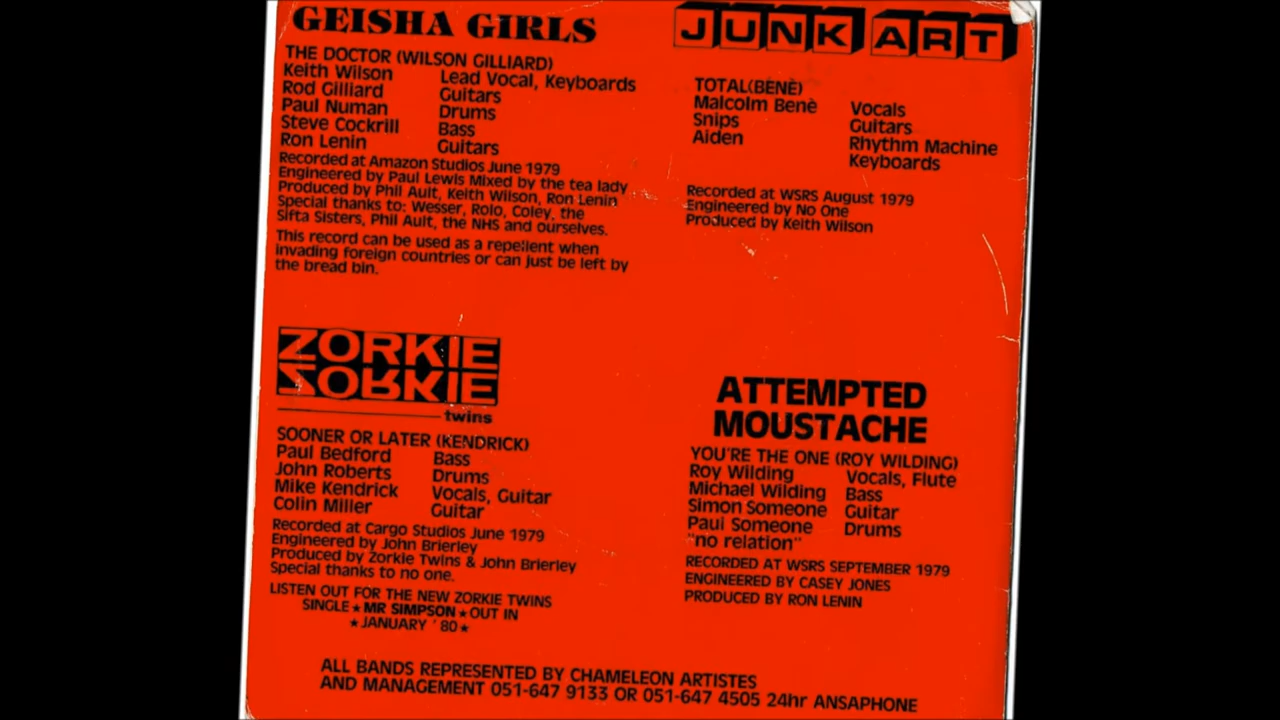 GEISHA GIRLS
THE DOCTOR (WILSON GILLIARD)
Keith Wilson Lead Vocal, Keyboards
Rod Gilliard Guitars
Paul Numan Drums
Steve Cockrill Bass
Ron Lenin Guitars
Recorded at Amazon Studios June 1979
Engineered by Paul Lewis Mixed by the tea lady
Produced by Phil Ault, Keith Wilson, Ron Lenin
Special thanks to: Wesser, Rolo, Coley, the
Sifta Sisters, Phil Ault, the NHS and ourselves.
This record can be used as a repellent when
invading foreign countries or can just be left by
the bread bin.
JUNK ART
TOTAL(BENÈ)
Malcolm Benè Vocals
Snips Guitars
Aiden Rhythm Machine
Keyboards
Recorded at WSRS August 1979
Engineered by No One
Produced by Keith Wilson
ZORKIE
ZORKIE
twins
SOONER OR LATER (KENDRICK)
Paul Bedford Bass
John Roberts Drums
Mike Kendrick Vocals, Guitar
Colin Miller Guitar
Recorded at Cargo Studios June 1979
Engineered by John Brierley
Produced by Zorkie Twins & John Brierley
Special thanks to no one.
LISTEN OUT FOR THE NEW ZORKIE TWINS
SINGLE ★ MR SIMPSON ★ OUT IN
★ JANUARY '80 ★
ATTEMPTED
MOUSTACHE
YOU'RE THE ONE (ROY WILDING)
Roy Wilding Vocals, Flute
Michael Wilding Bass
Simon Someone Guitar
Paul Someone Drums
"no relation"
RECORDED AT WSRS SEPTEMBER 1979
ENGINEERED BY CASEY JONES
PRODUCED BY RON LENIN
ALL BANDS REPRESENTED BY CHAMELEON ARTISTES
AND MANAGEMENT 051-647 9133 OR 051-647 4505 24hr ANSAPHONE